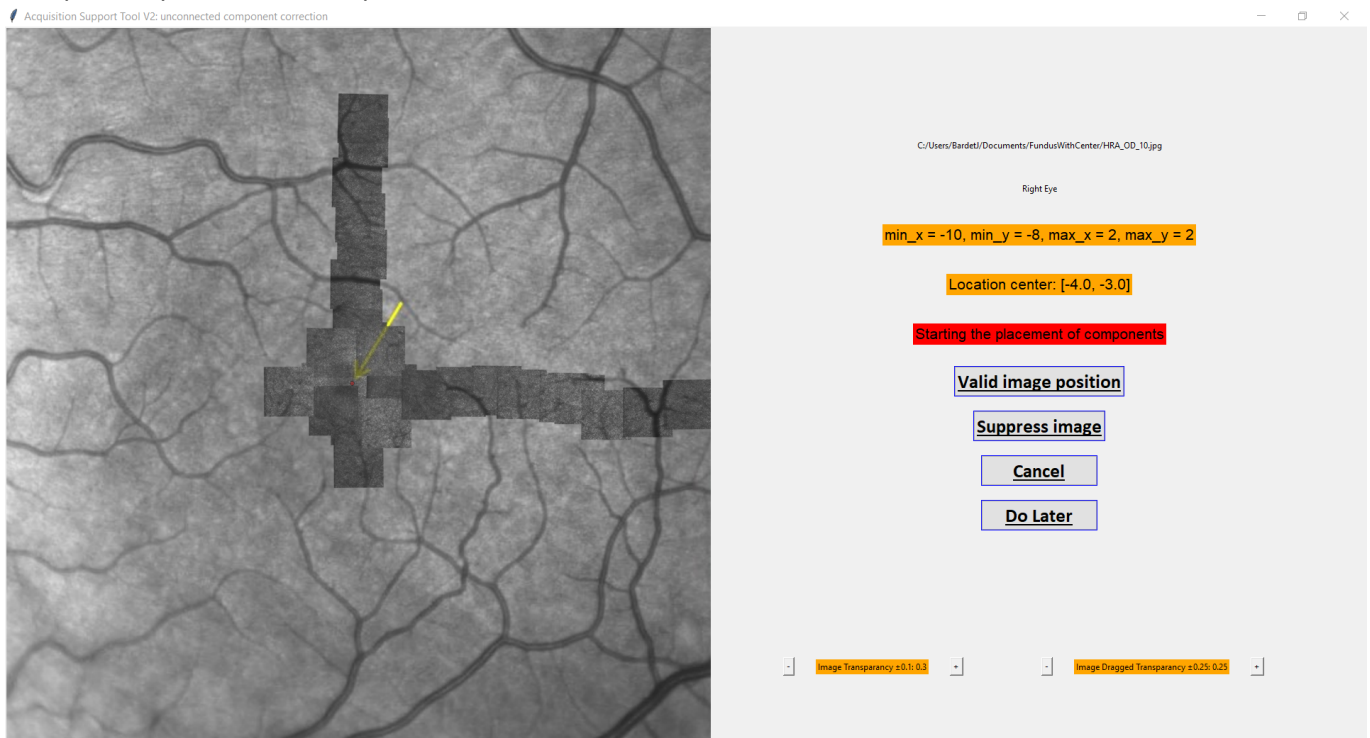 Acquisition Support Tool V2: unconnected component correction
C:/Users/BardetJ/Documents/FundusWithCenter/HRA_OD_10.jpg
Right Eye
min_x = -10, min_y = -8, max_x = 2, max_y = 2
Location center: [-4.0, -3.0]
Starting the placement of components
Valid image position
Suppress image
Cancel
Do Later
- Image Transparancy ±0.1: 0.3 + - Image Dragged Transparency ±0.25: 0.25 +